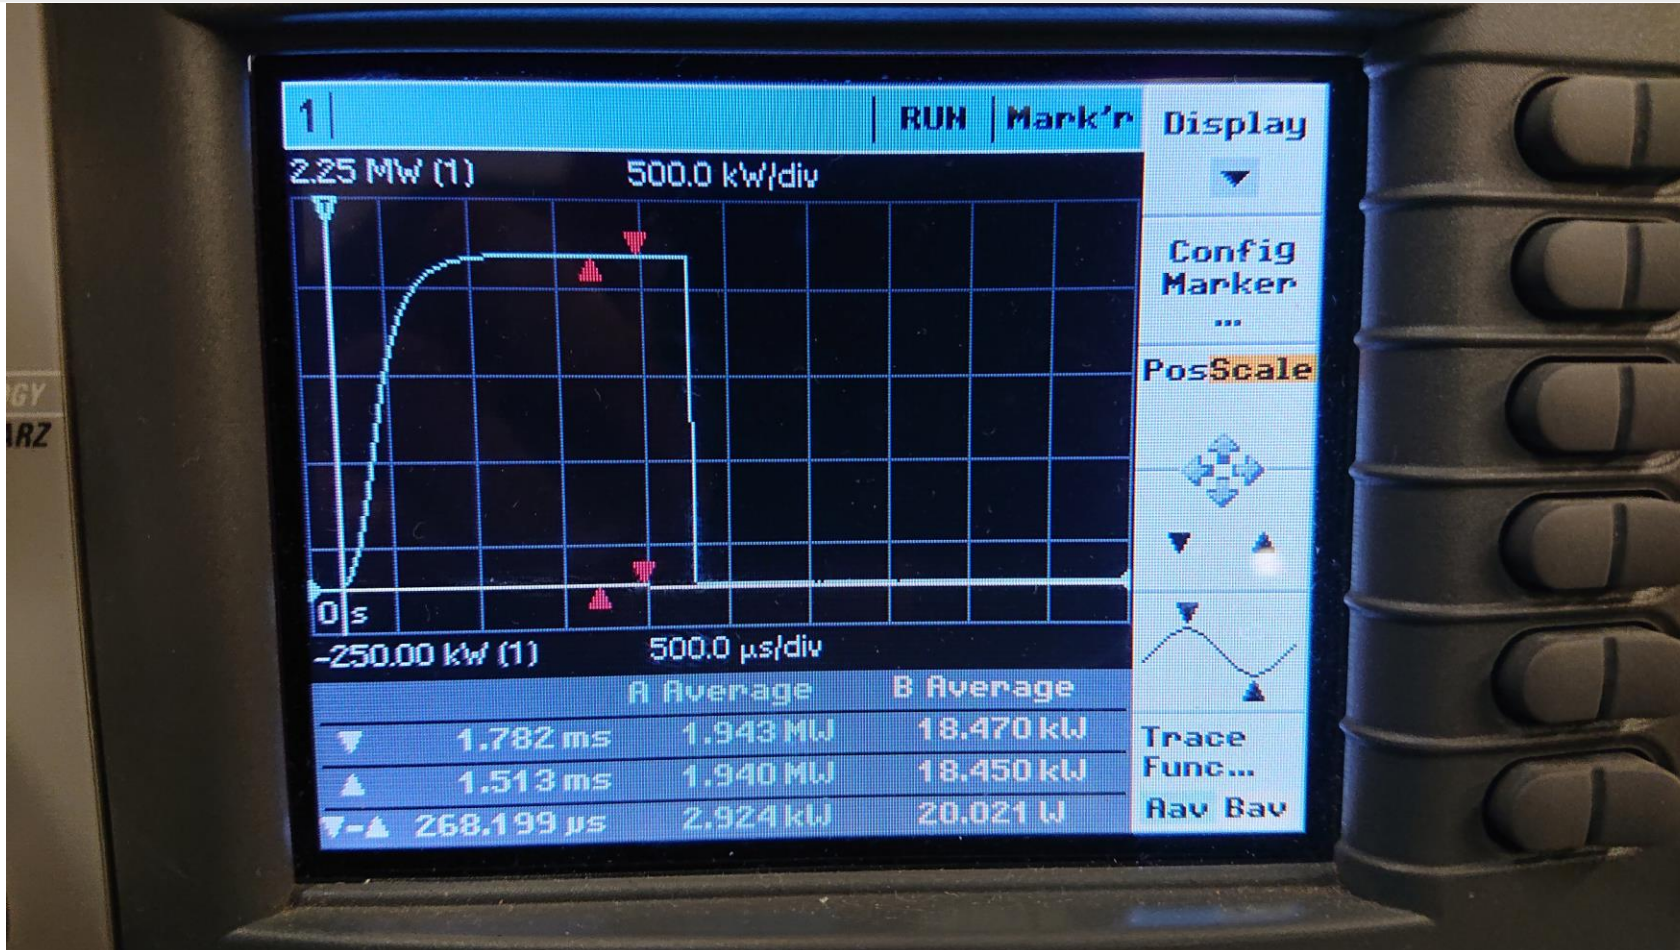 1
RUN
Mark'r
Display
2.25 MW (1)
500.0 kW/div
Config
Marker
...
PosScale
0 s
-250.00 kW (1)
500.0 µs/div
A Average
B Average
▼ 1.782 ms 1.943 MW 18.470 kW
▲ 1.513 ms 1.940 MW 18.450 kW
▼-▲ 268.199 µs 2.924 kW 20.021 W
Trace
Func...
Aav Bav